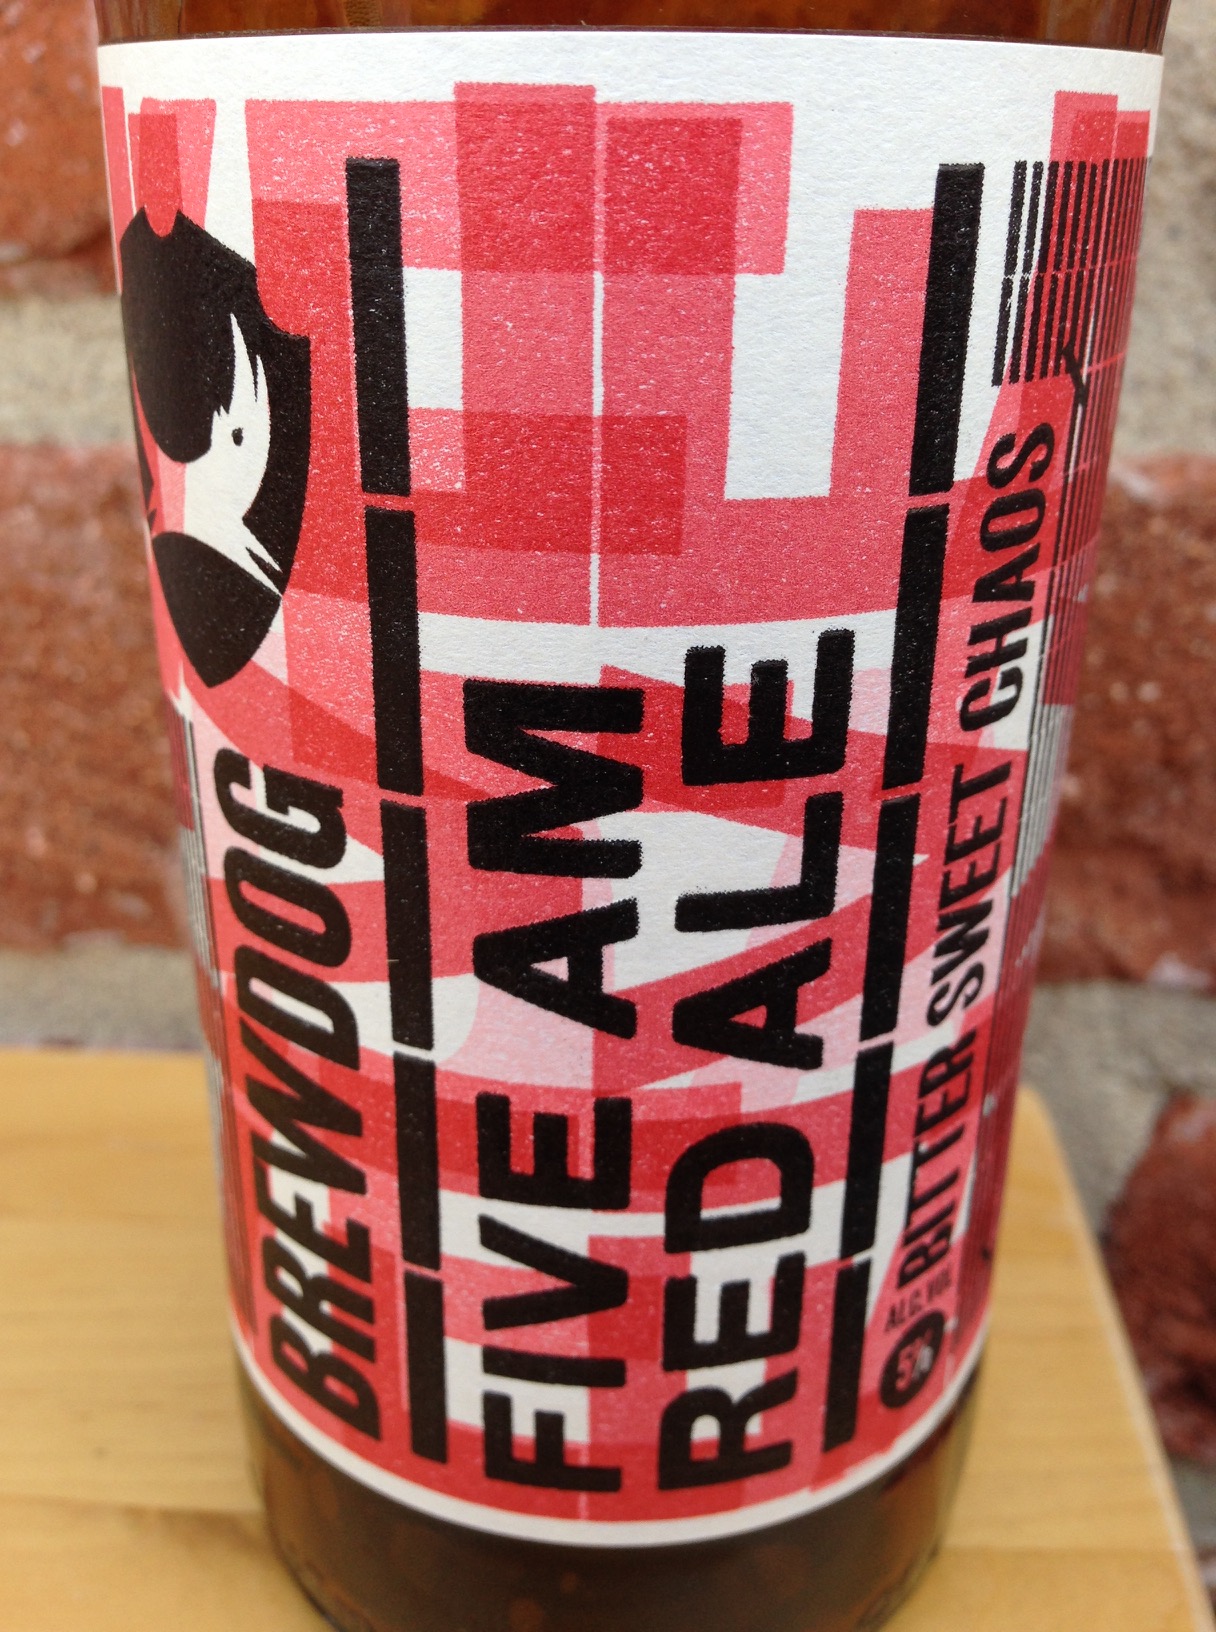 BREWDOG
FIVE AM
RED ALE
5% ALC. VOL BITTER SWEET CHAOS